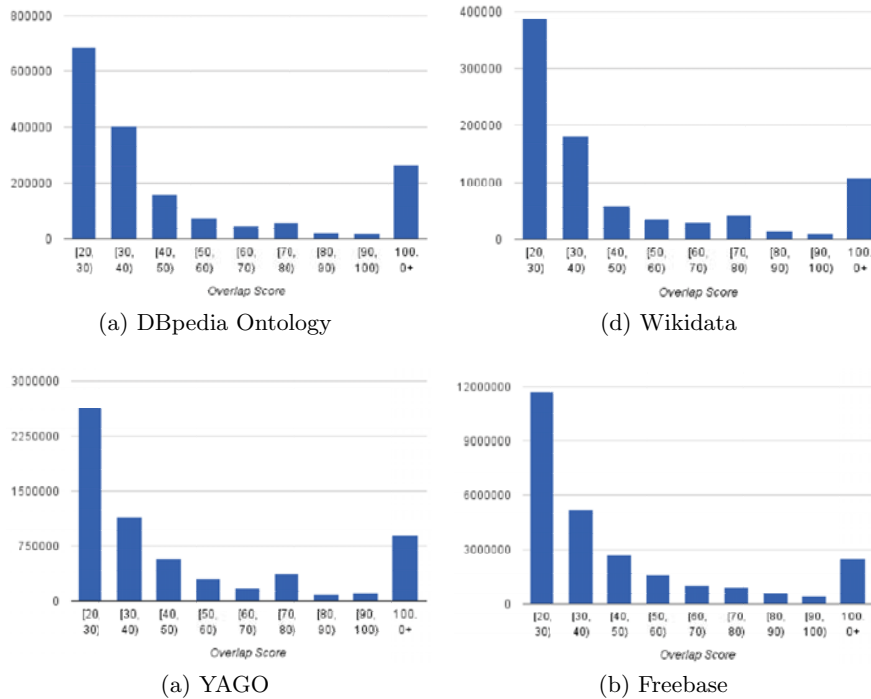 800000
600000
400000
200000
0
[20, [30, [40, [50, [60, [70, [80, [90, 100.
30) 40) 50) 60) 70) 80) 90) 100) 0+
Overlap Score
(a) DBpedia Ontology
400000
300000
200000
100000
0
[20, [30, [40, [50, [60, [70, [80, [90, 100.
30) 40) 50) 60) 70) 80) 90) 100) 0+
Overlap Score
(d) Wikidata
3000000
2250000
1500000
750000
0
[20, [30, [40, [50, [60, [70, [80, [90, 100.
30) 40) 50) 60) 70) 80) 90) 100) 0+
Overlap Score
(a) YAGO
12000000
9000000
6000000
3000000
0
[20, [30, [40, [50, [60, [70, [80, [90, 100.
30) 40) 50) 60) 70) 80) 90) 100) 0+
Overlap Score
(b) Freebase